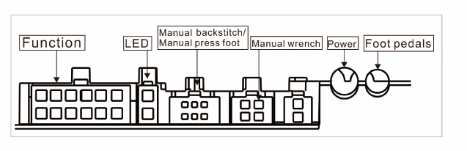 Function
LED
Manual backstitch/
Manual press foot
Manual wrench
Power
Foot pedals